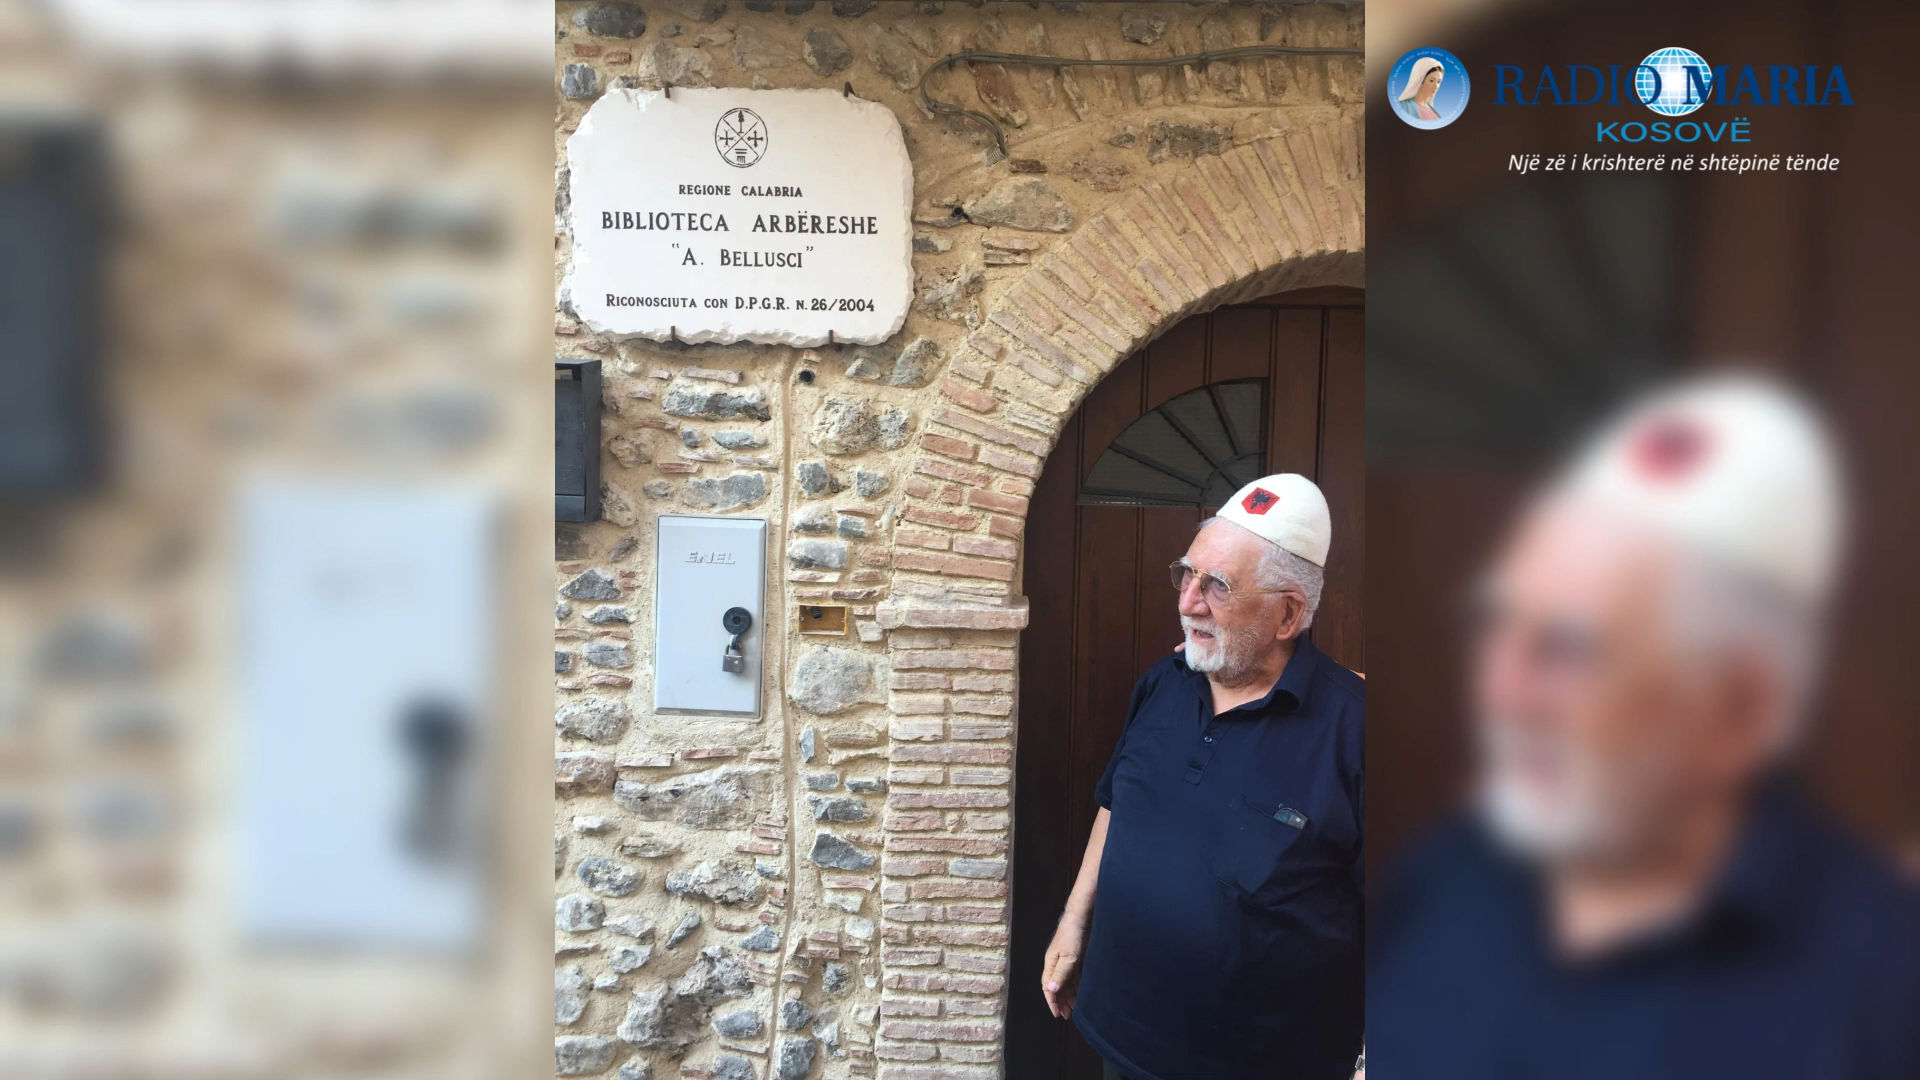 REGIONE CALABRIA
BIBLIOTECA ARBËRESHE
"A. BELLUSCI"
RICONOSCIUTA CON D.P.G.R. N. 26/2004
ENEL
RADIO MARIA
KOSOVË
Një zë i krishterë në shtëpinë tënde